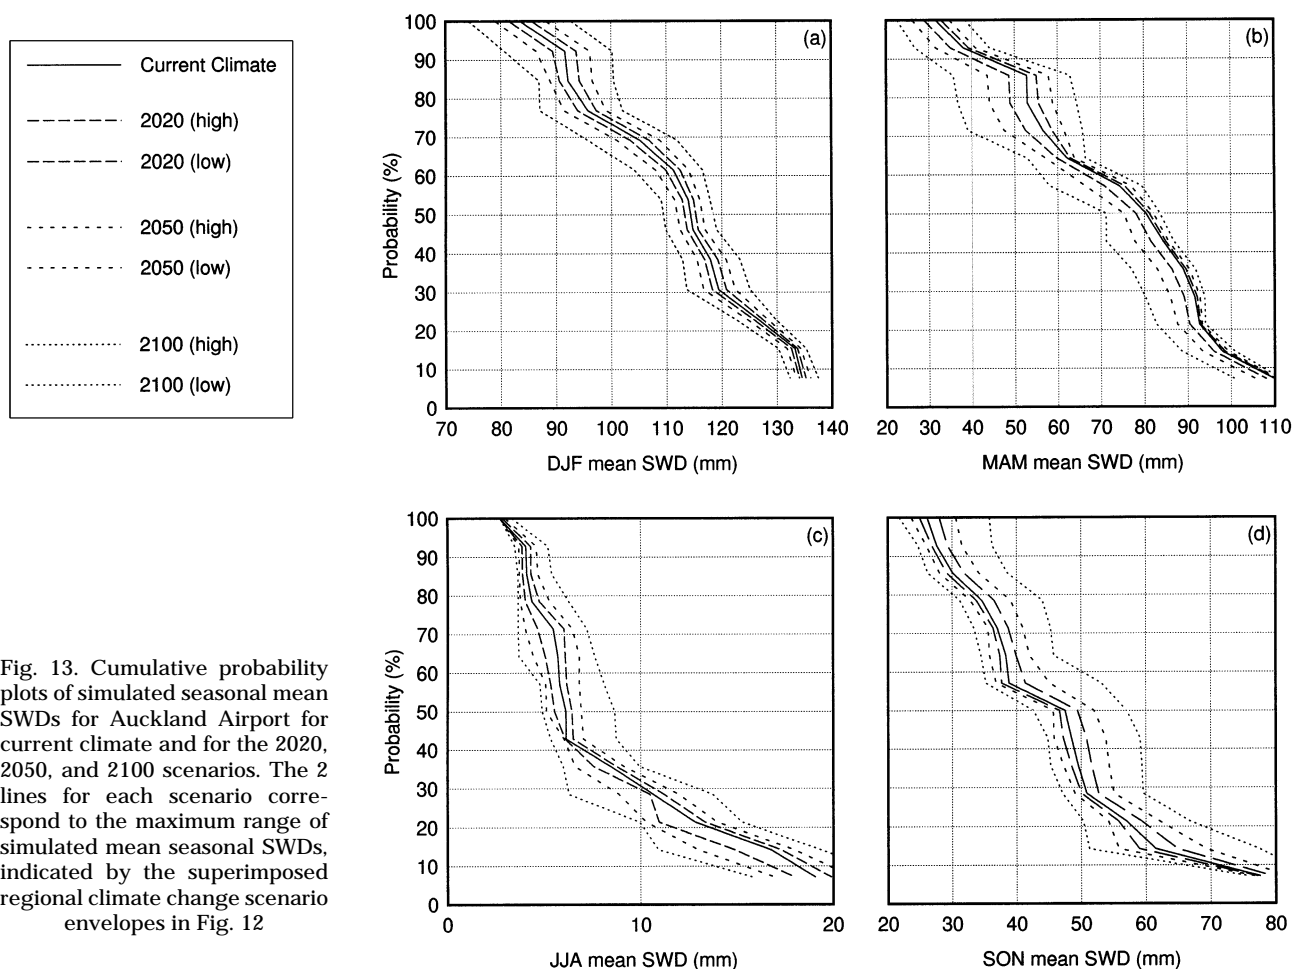 Current Climate
2020 (high)
2020 (low)
2050 (high)
2050 (low)
2100 (high)
2100 (low)
Fig. 13. Cumulative probability
plots of simulated seasonal mean
SWDs for Auckland Airport for
current climate and for the 2020,
2050, and 2100 scenarios. The 2
lines for each scenario corre-
spond to the maximum range of
simulated mean seasonal SWDs,
indicated by the superimposed
regional climate change scenario
envelopes in Fig. 12
(a)
Probability (%)
100
90
80
70
60
50
40
30
20
10
0
70 80 90 100 110 120 130 140
DJF mean SWD (mm)
(b)
20 30 40 50 60 70 80 90 100 110
MAM mean SWD (mm)
(c)
Probability (%)
100
90
80
70
60
50
40
30
20
10
0
0 10 20
JJA mean SWD (mm)
(d)
20 30 40 50 60 70 80
SON mean SWD (mm)